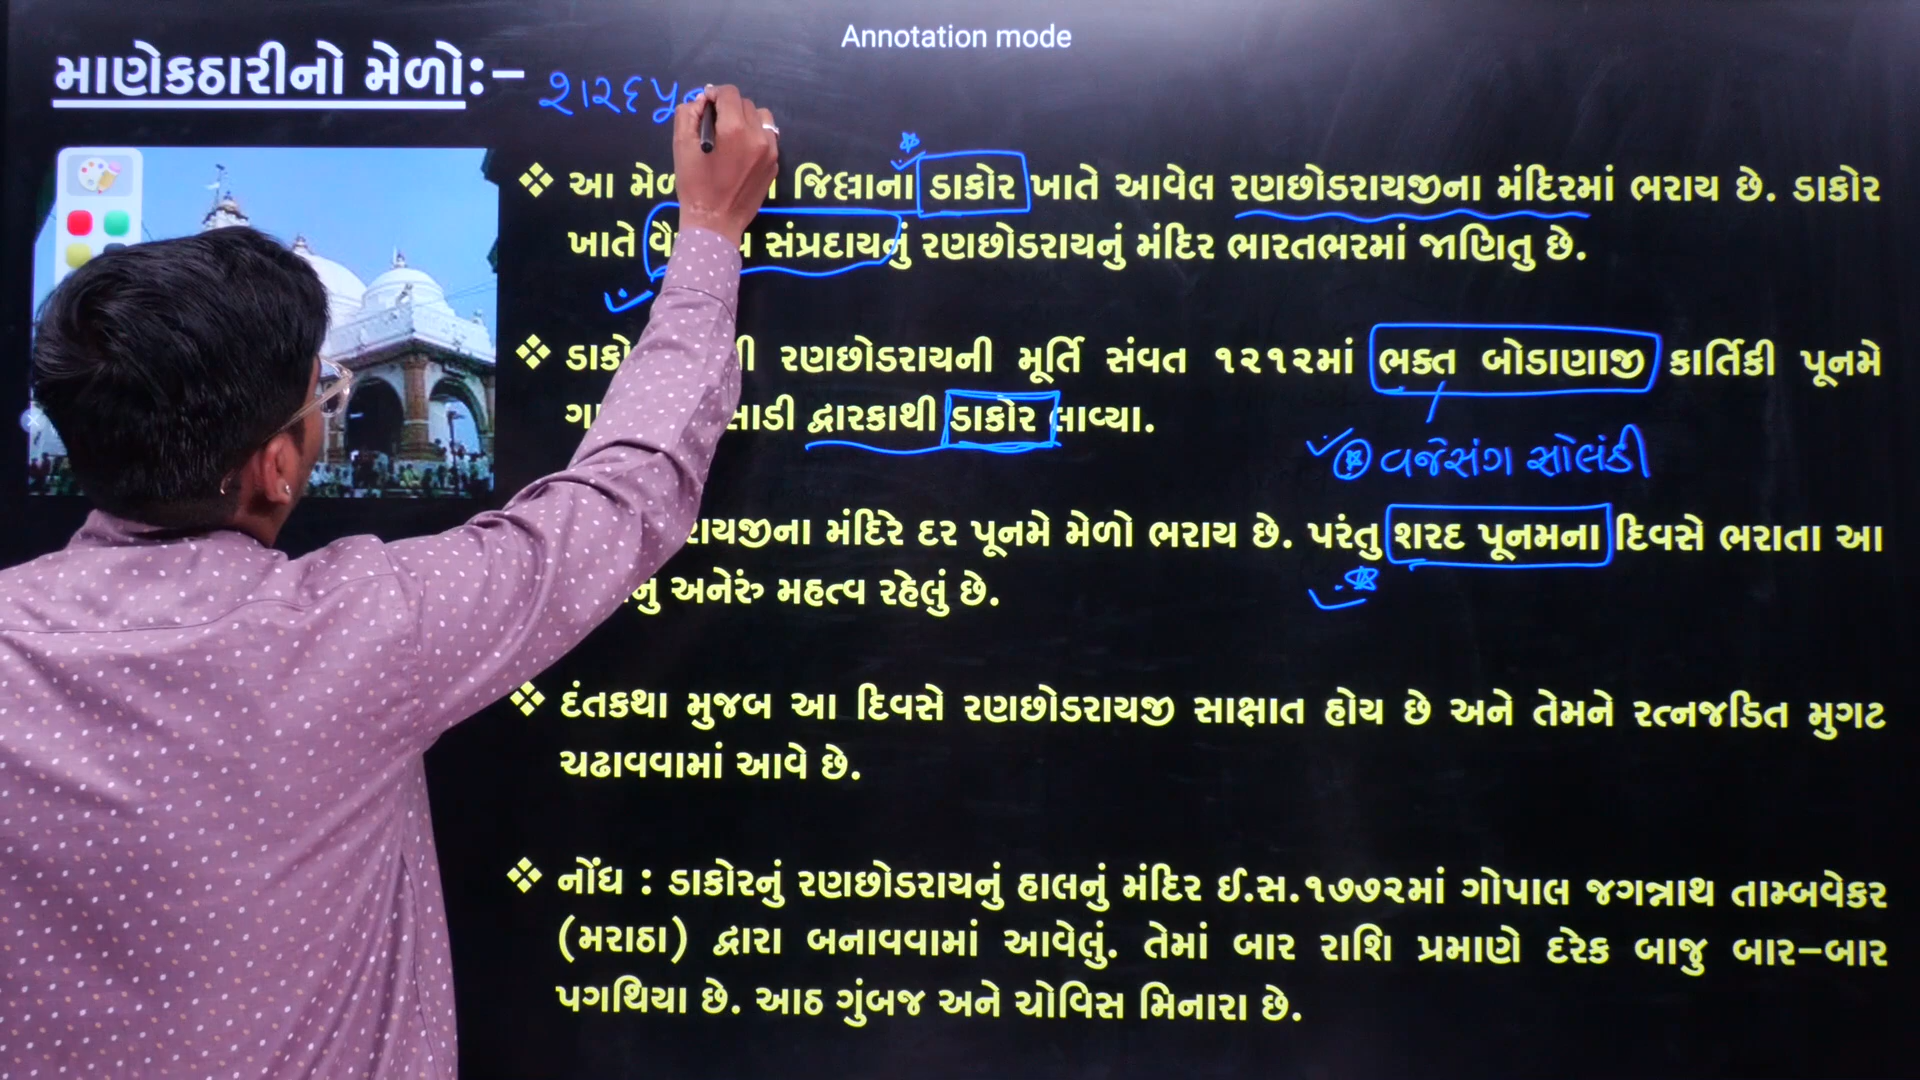 Annotation mode
માણેકઠારીનો મેળો:-
આ જિલ્લાના ડાકોર ખાતે આવેલ રણછોડરાયજીના મંદિરમાં ભરાય છે. ડાકોર
ખાતે સંપ્રદાયનું રણછોડરાયનું મંદિર ભારતભરમાં જાણિતુ છે.
રણછોડરાયની મૂર્તિ સંવત ૧૨૧૨માં ભક્ત બોડાણાજી કાર્તિકી પૂનમે
દ્વારકાથી ડાકોર લાવ્યા.
વજેસંગ સોલંકી
મંદિરે દર પૂનમે મેળો ભરાય છે. પરંતુ શરદ પૂનમના દિવસે ભરાતા આ
અનેરું મહત્વ રહેલું છે.
દંતકથા મુજબ આ દિવસે રણછોડરાયજી સાક્ષાત હોય છે અને તેમને રત્નજડિત મુગટ
ચઢાવવામાં આવે છે.
નોંધ : ડાકોરનું રણછોડરાયનું હાલનું મંદિર ઈ.સ.૧૭૭૨માં ગોપાલ જગન્નાથ તામ્બવેકર
(મરાઠા) દ્વારા બનાવવામાં આવેલું. તેમાં બાર રાશિ પ્રમાણે દરેક બાજુ બાર-બાર
પગથિયા છે. આઠ ગુંબજ અને ચોવિસ મિનારા છે.